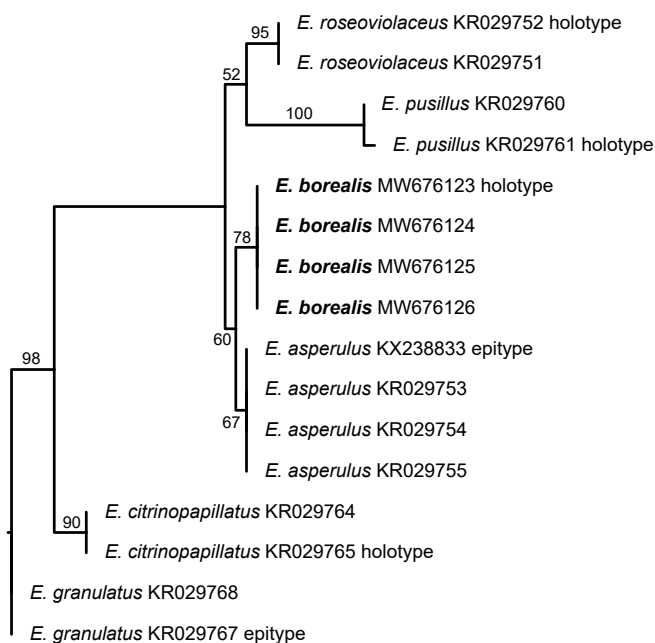 95 E. roseoviolaceus KR029752 holotype
E. roseoviolaceus KR029751
52
E. pusillus KR029760
100
E. pusillus KR029761 holotype
E. borealis MW676123 holotype
E. borealis MW676124
78
E. borealis MW676125
E. borealis MW676126
60
E. asperulus KX238833 epitype
98
E. asperulus KR029753
67 E. asperulus KR029754
E. asperulus KR029755
E. citrinopapillatus KR029764
90
E. citrinopapillatus KR029765 holotype
E. granulatus KR029768
E. granulatus KR029767 epitype